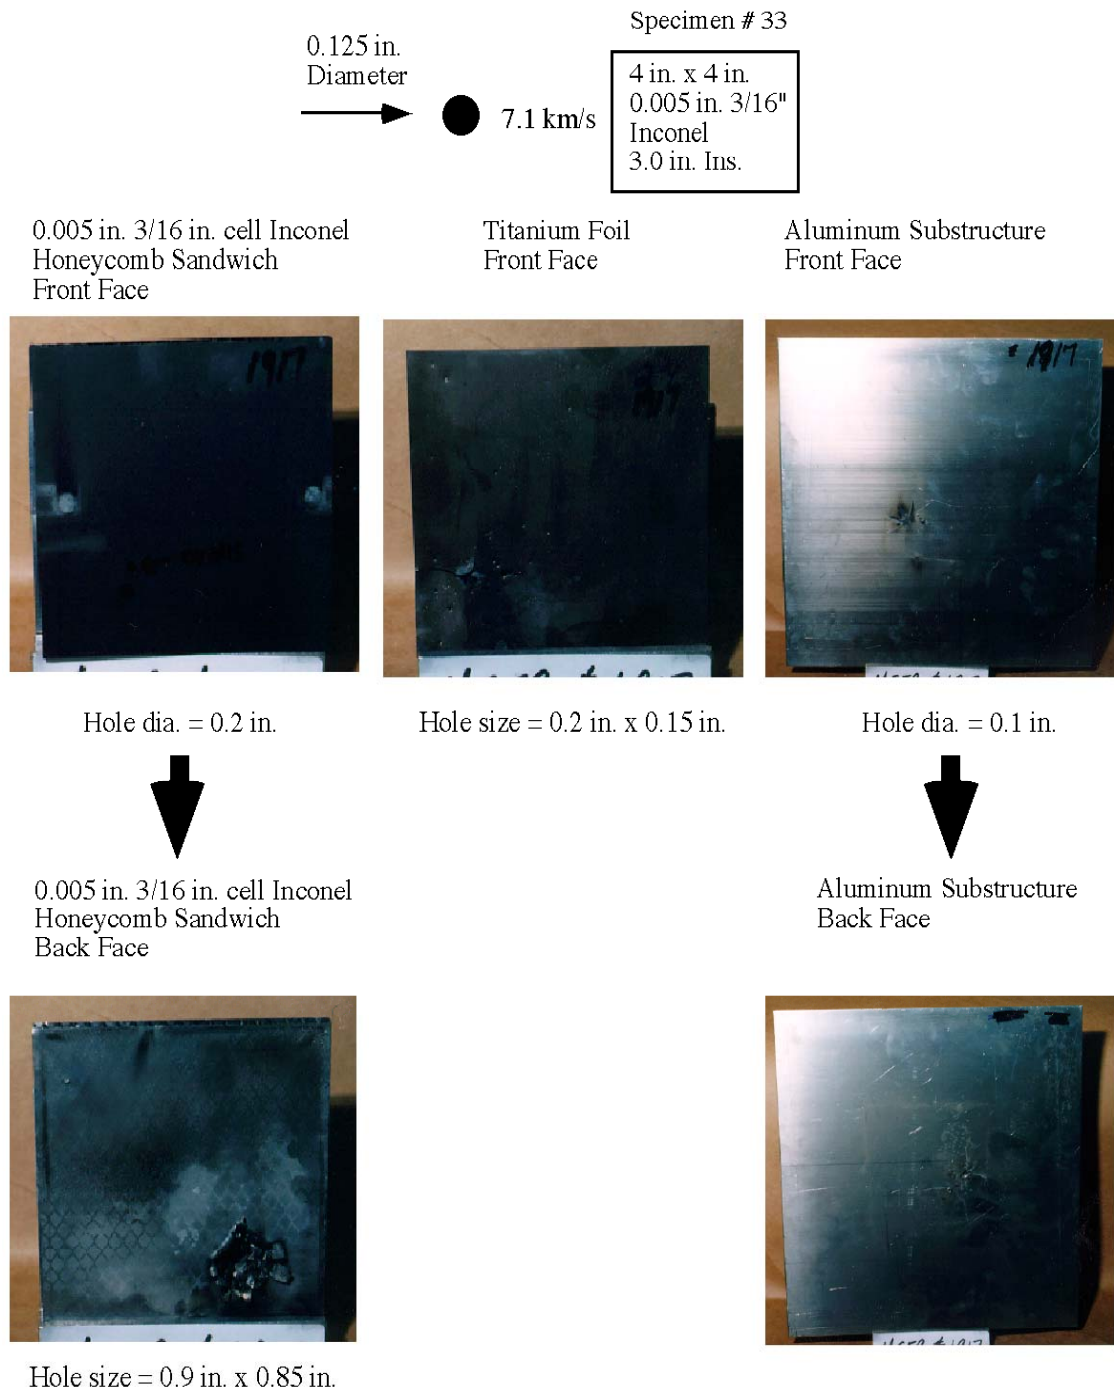 Specimen # 33
0.125 in.
Diameter
7.1 km/s
4 in. x 4 in.
0.005 in. 3/16"
Inconel
3.0 in. Ins.
0.005 in. 3/16 in. cell Inconel
Honeycomb Sandwich
Front Face
Titanium Foil
Front Face
Aluminum Substructure
Front Face
1917
1917
1917
Hole dia. = 0.2 in.
Hole size = 0.2 in. x 0.15 in.
Hole dia. = 0.1 in.
0.005 in. 3/16 in. cell Inconel
Honeycomb Sandwich
Back Face
Aluminum Substructure
Back Face
Hole size = 0.9 in. x 0.85 in.